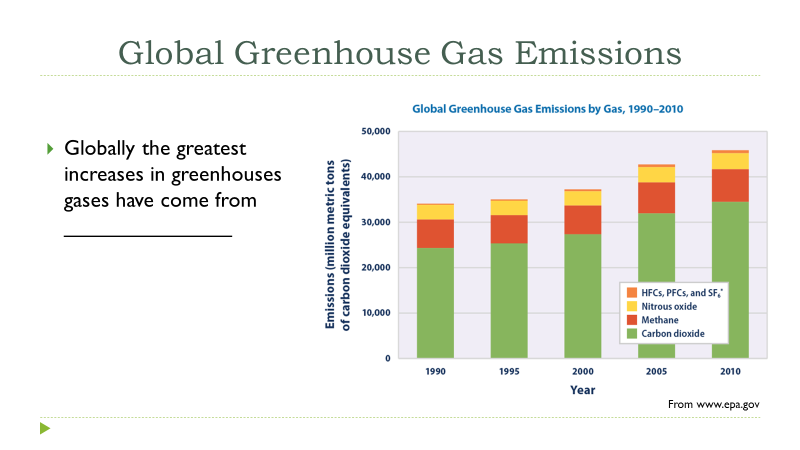 Global Greenhouse Gas Emissions
Globally the greatest
increases in greenhouses
gases have come from
Global Greenhouse Gas Emissions by Gas, 1990–2010
Emissions (million metric tons
of carbon dioxide equivalents)
50,000
40,000
30,000
20,000
10,000
0
HFCs, PFCs, and SF₆*
Nitrous oxide
Methane
Carbon dioxide
1990
1995
2000
2005
2010
Year
From www.epa.gov